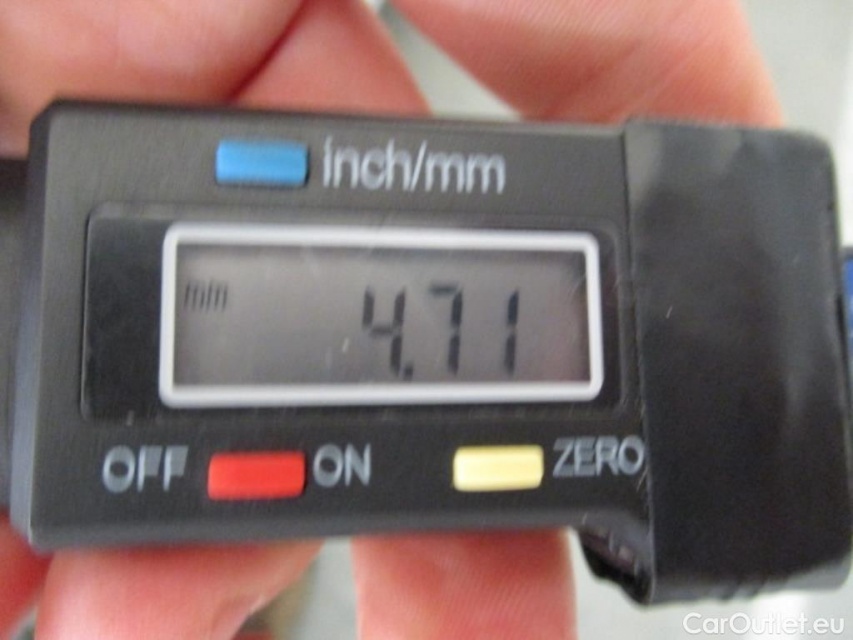 inch/mm
mm 4.71
OFF ON ZERO
CarOutlet.eu